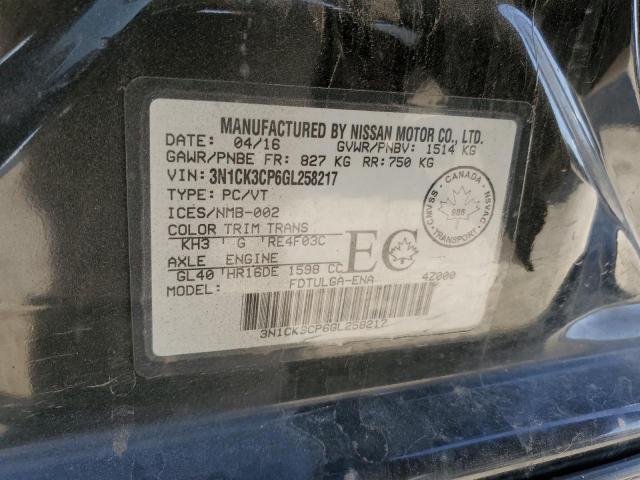 MANUFACTURED BY NISSAN MOTOR CO., LTD.
DATE: 04/16 GVWR/PNBV: 1514 KG
GAWR/PNBE FR: 827 KG RR: 750 KG
VIN: 3N1CK3CP6GL258217
TYPE: PC/VT
ICES/NMB-002
COLOR TRIM TRANS
KH3 G RE4F03C
AXLE ENGINE
GL40 HR16DE 1598 CC
MODEL: FDTULGA-ENA 4Z000
EC
3N1CK3CP6GL258217
CANADA
CMVSS
NSVAC
986
TRANSPORT